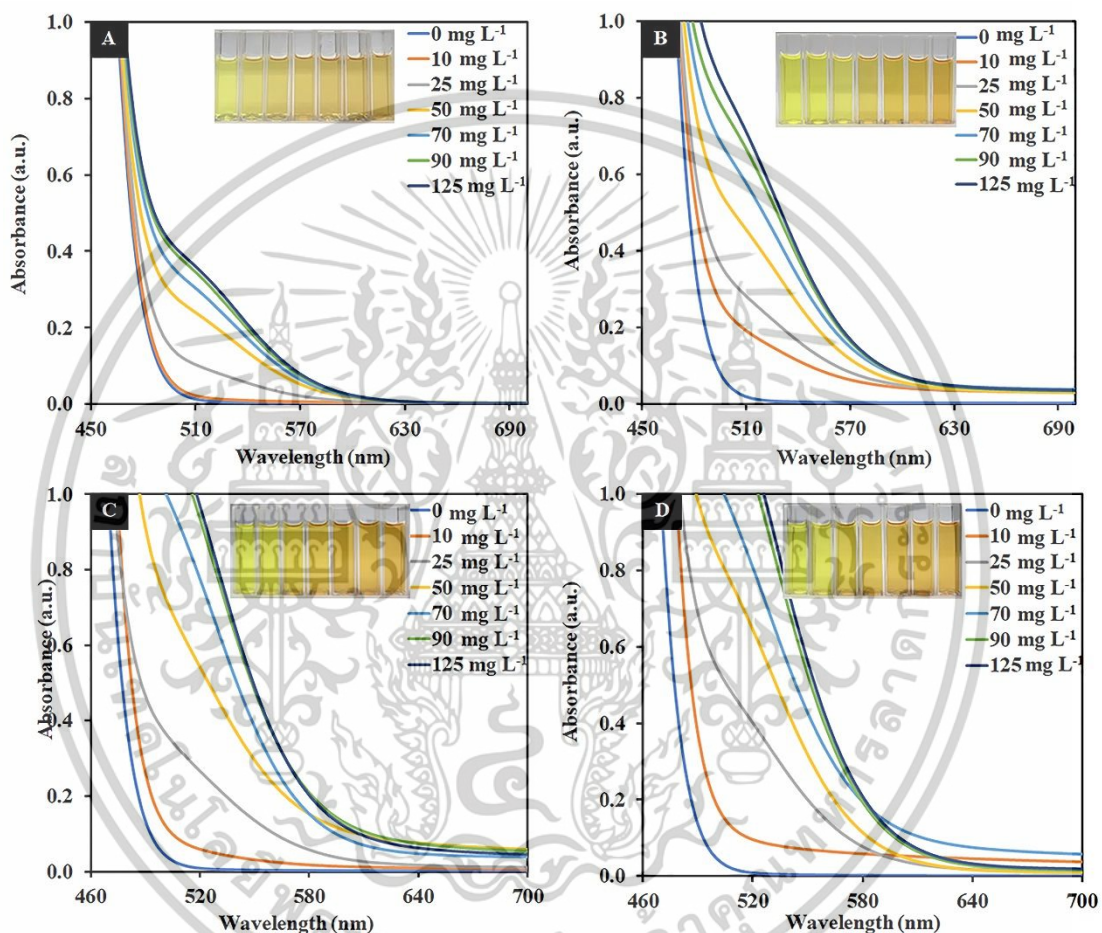 A
1.0
0.8
0.6
0.4
0.2
0.0
450
510
570
630
690
Absorbance (a.u.)
Wavelength (nm)
0 mg L-1
10 mg L-1
25 mg L-1
50 mg L-1
70 mg L-1
90 mg L-1
125 mg L-1
B
1.0
0.8
0.6
0.4
0.2
0.0
450
510
570
630
690
Absorbance (a.u.)
Wavelength (nm)
0 mg L-1
10 mg L-1
25 mg L-1
50 mg L-1
70 mg L-1
90 mg L-1
125 mg L-1
C
1.0
0.8
0.6
0.4
0.2
0.0
460
520
580
640
700
Absorbance (a.u.)
Wavelength (nm)
0 mg L-1
10 mg L-1
25 mg L-1
50 mg L-1
70 mg L-1
90 mg L-1
125 mg L-1
D
1.0
0.8
0.6
0.4
0.2
0.0
460
520
580
640
700
Absorbance (a.u.)
Wavelength (nm)
0 mg L-1
10 mg L-1
25 mg L-1
50 mg L-1
70 mg L-1
90 mg L-1
125 mg L-1